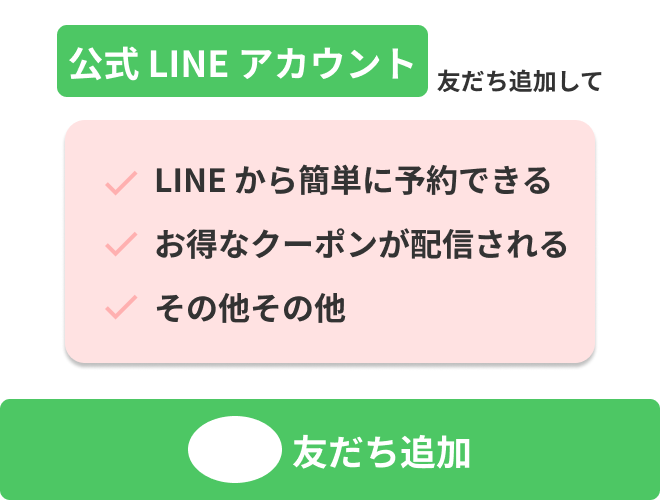 公式 LINE アカウント
友だち追加して
LINE から簡単に予約できる
お得なクーポンが配信される
その他その他
友だち追加